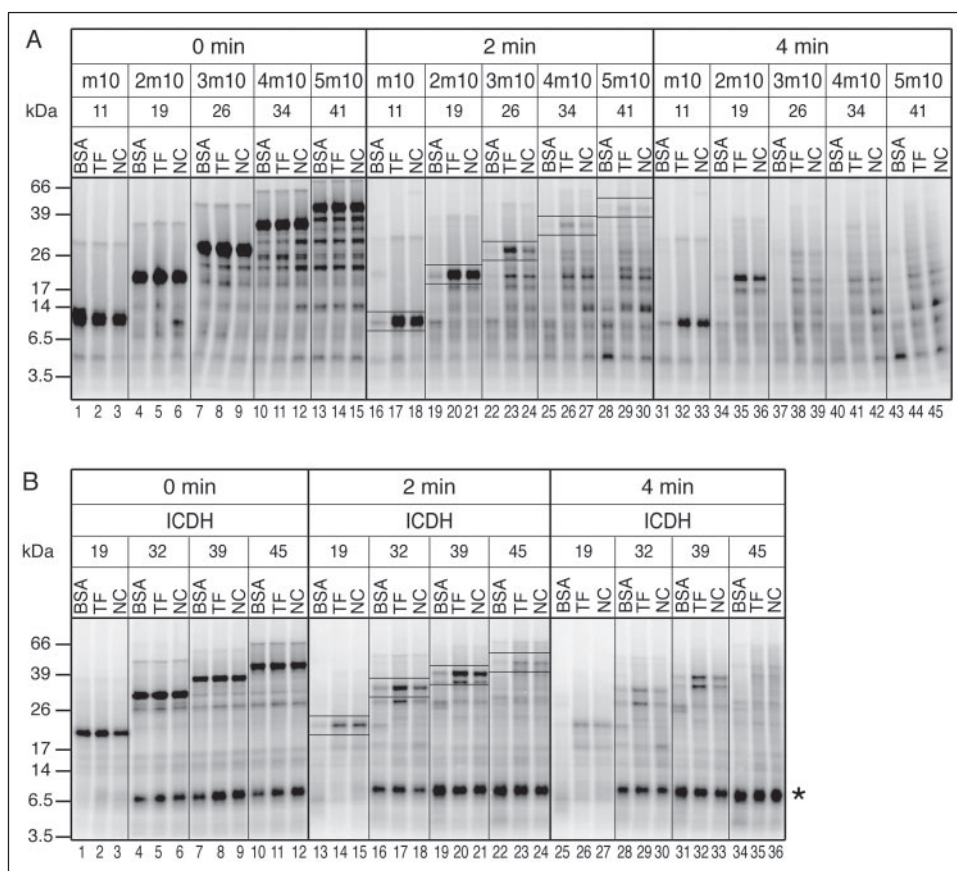 A
0 min 2 min 4 min
m10 2m10 3m10 4m10 5m10 m10 2m10 3m10 4m10 5m10 m10 2m10 3m10 4m10 5m10
kDa 11 19 26 34 41 11 19 26 34 41 11 19 26 34 41
BSA TF NC BSA TF NC BSA TF NC BSA TF NC BSA TF NC BSA TF NC BSA TF NC BSA TF NC BSA TF NC BSA TF NC BSA TF NC BSA TF NC BSA TF NC BSA TF NC BSA TF NC
66
39
26
17
14
6.5
3.5
1 2 3 4 5 6 7 8 9 10 11 12 13 14 15 16 17 18 19 20 21 22 23 24 25 26 27 28 29 30 31 32 33 34 35 36 37 38 39 40 41 42 43 44 45
B
0 min 2 min 4 min
ICDH ICDH ICDH
kDa 19 32 39 45 19 32 39 45 19 32 39 45
BSA TF NC BSA TF NC BSA TF NC BSA TF NC BSA TF NC BSA TF NC BSA TF NC BSA TF NC BSA TF NC BSA TF NC BSA TF NC BSA TF NC
66
39
26
17
14
6.5 *
3.5
1 2 3 4 5 6 7 8 9 10 11 12 13 14 15 16 17 18 19 20 21 22 23 24 25 26 27 28 29 30 31 32 33 34 35 36